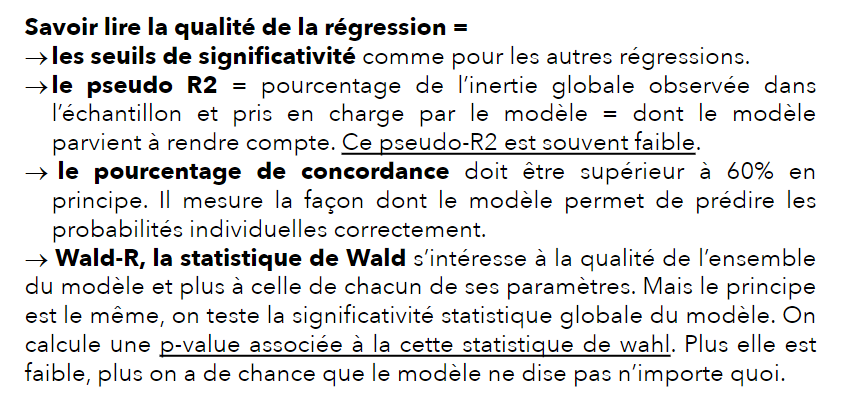 Savoir lire la qualité de la régression =
→ les seuils de significativité comme pour les autres régressions.
→ le pseudo R2 = pourcentage de l'inertie globale observée dans
l'échantillon et pris en charge par le modèle = dont le modèle
parvient à rendre compte. Ce pseudo-R2 est souvent faible.
→ le pourcentage de concordance doit être supérieur à 60% en
principe. Il mesure la façon dont le modèle permet de prédire les
probabilités individuelles correctement.
→ Wald-R, la statistique de Wald s'intéresse à la qualité de l'ensemble
du modèle et plus à celle de chacun de ses paramètres. Mais le principe
est le même, on teste la significativité statistique globale du modèle. On
calcule une p-value associée à la cette statistique de wahl. Plus elle est
faible, plus on a de chance que le modèle ne dise pas n'importe quoi.